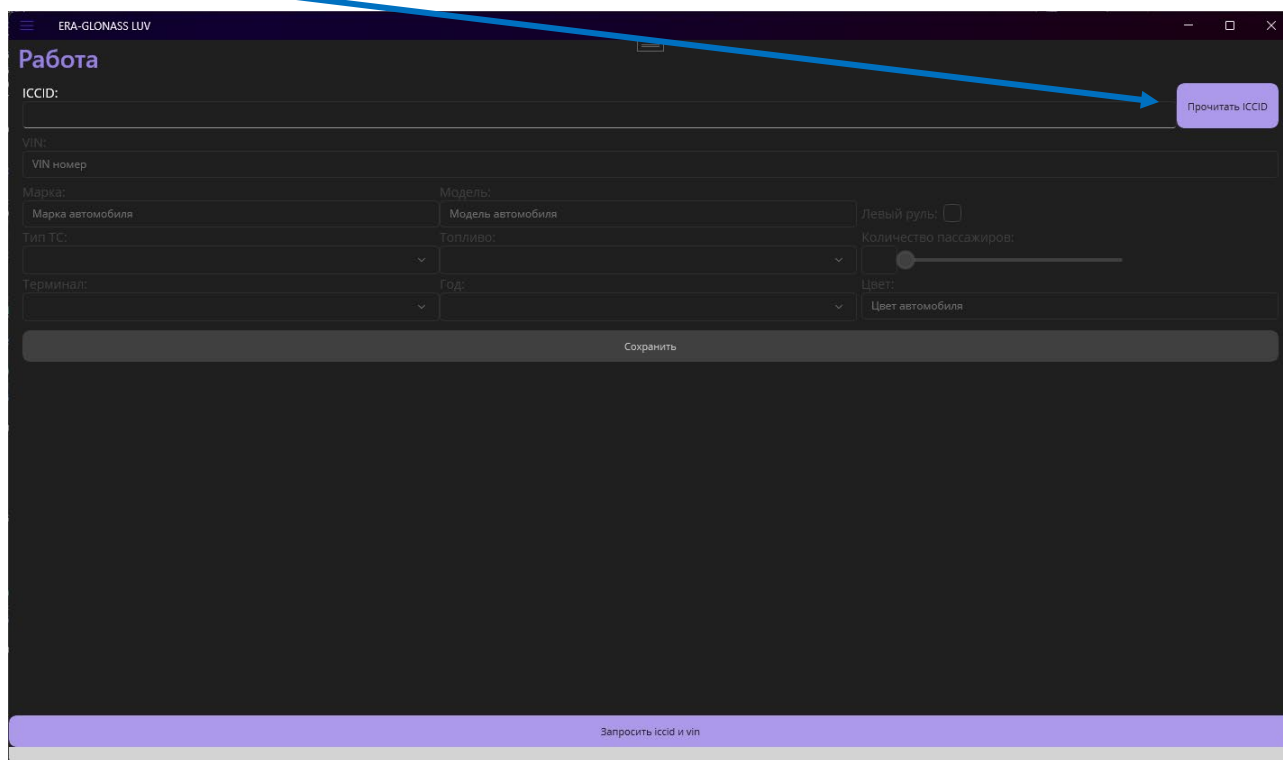 ERA-GLONASS LUV
Работа
ICCID:
Прочитать ICCID
VIN:
VIN номер
Марка:
Модель:
Марка автомобиля
Модель автомобиля
Левый руль:
Тип ТС:
Топливо:
Количество пассажиров:
Терминал:
Год:
Цвет:
Цвет автомобиля
Сохранить
Запросить iccid и vin